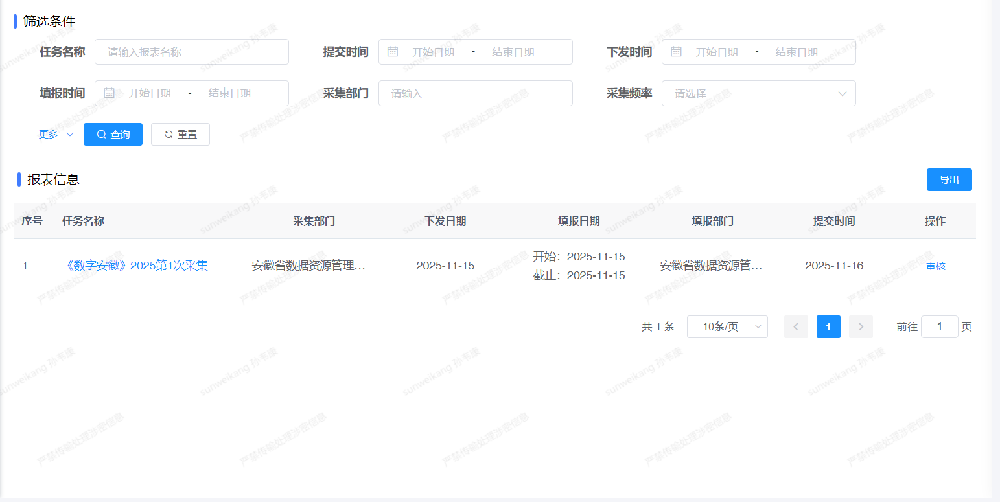 筛选条件
任务名称 请输入报表名称 提交时间 开始日期 - 结束日期 下发时间 开始日期 - 结束日期
填报时间 开始日期 - 结束日期 采集部门 请输入 采集频率 请选择
更多 查询 重置
报表信息 导出
序号 任务名称 采集部门 下发日期 填报日期 填报部门 提交时间 操作
1 《数字安徽》2025第1次采集 安徽省数据资源管理... 2025-11-15 开始：2025-11-15 安徽省数据资源管... 2025-11-16 审核
截止：2025-11-15
共 1 条 10条/页 1 前往 1 页
sunweikang 孙韦康
严禁传输处理涉密信息